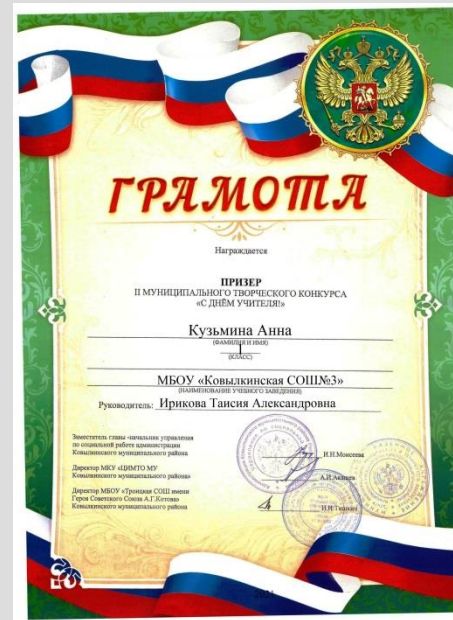 ГРАМОТА
Награждается
ПРИЗЕР
II МУНИЦИПАЛЬНОГО ТВОРЧЕСКОГО КОНКУРСА
«С ДНЁМ УЧИТЕЛЯ!»
Кузьмина Анна
(ФАМИЛИЯ И ИМЯ)
1
(КЛАСС)
МБОУ «Ковылкинская СОШ№3»
(НАИМЕНОВАНИЕ УЧЕБНОГО ЗАВЕДЕНИЯ)
Руководитель: Ирикова Таисия Александровна
Заместитель главы -начальник управления
по социальной работе администрации
Ковылкинского муниципального района
И.Н.Моисеева
Директор МКУ «ЦИМТО МУ
Ковылкинского муниципального района»
Директор МБОУ «Троицкая СОШ имени
Героя Советского Союза А.Г.Котова»
Ковылкинского муниципального района
2021